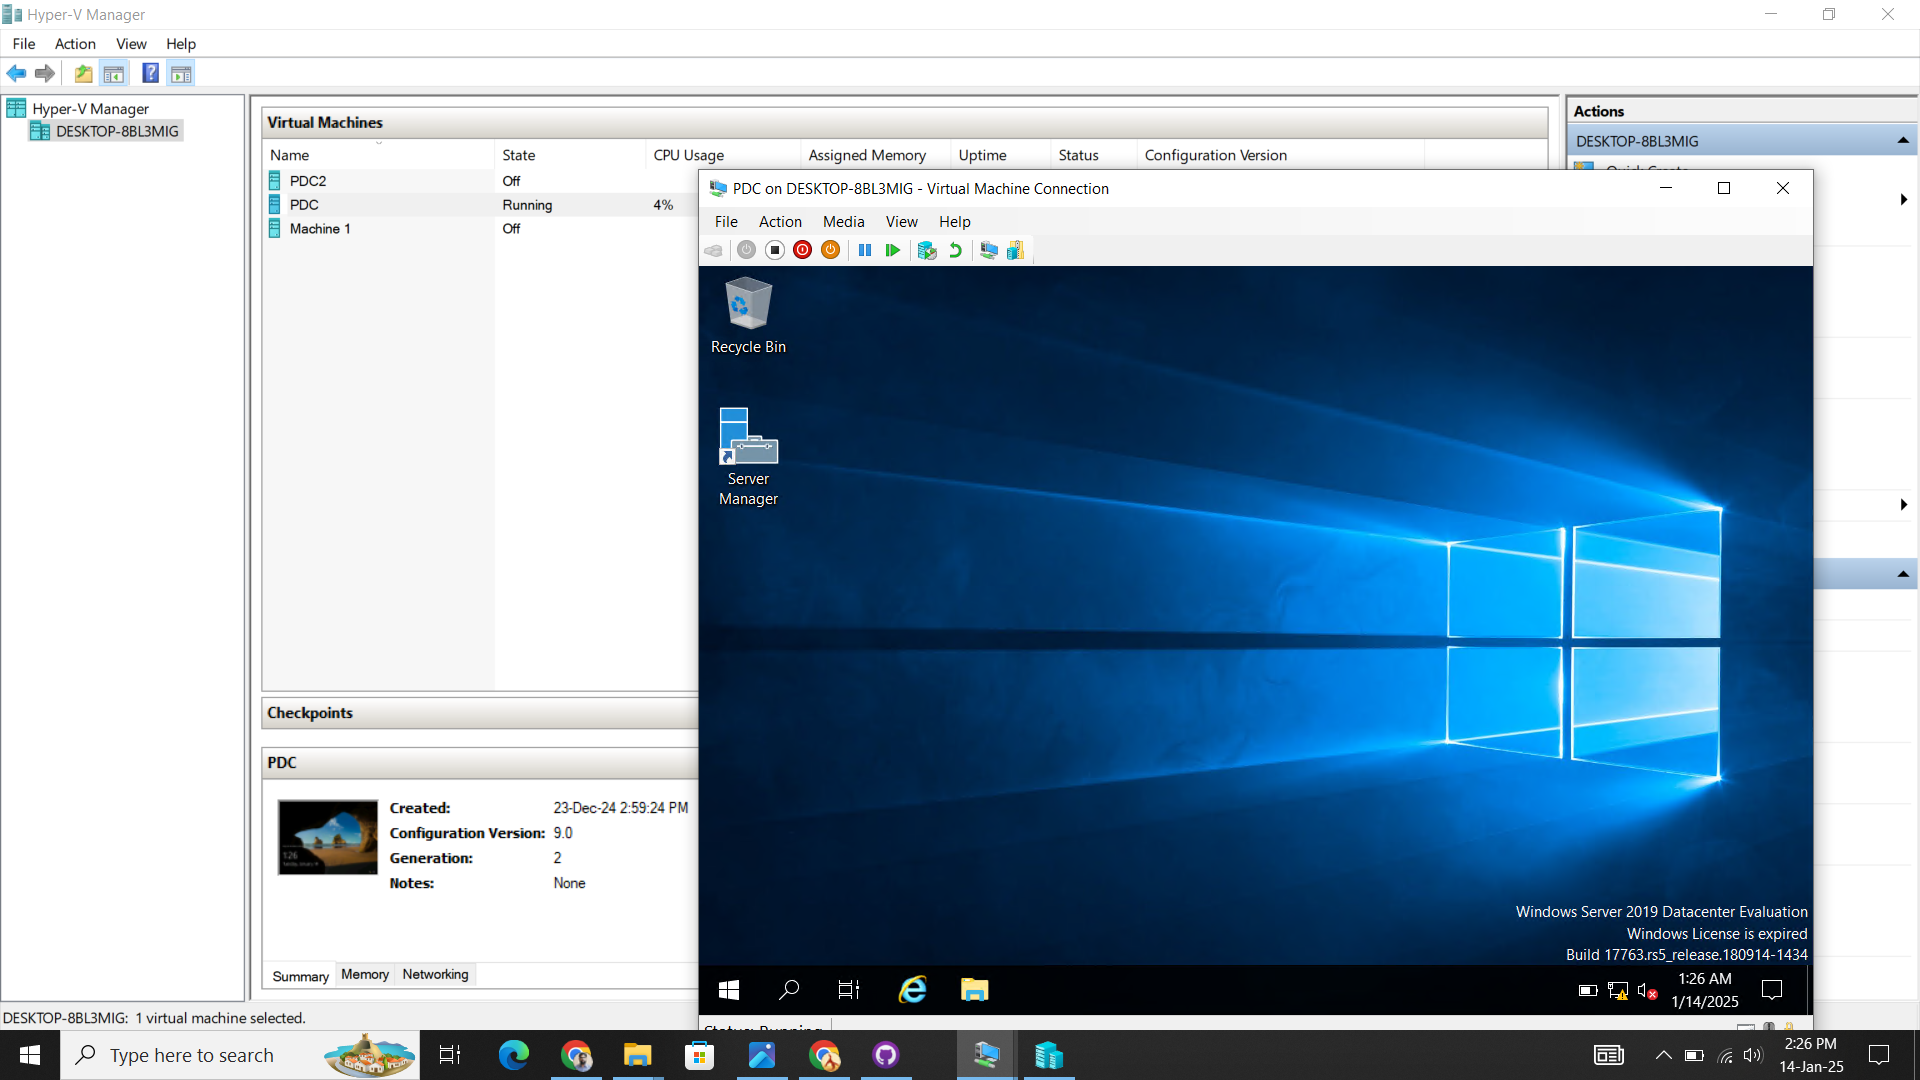 Hyper-V Manager
File Action View Help
Hyper-V Manager
DESKTOP-8BL3MIG
Virtual Machines
Name State CPU Usage Assigned Memory Uptime Status Configuration Version
PDC2 Off
PDC Running 4%
Machine 1 Off
Checkpoints
PDC
Created: 23-Dec-24 2:59:24 PM
Configuration Version: 9.0
Generation: 2
Notes: None
Summary Memory Networking
Actions
DESKTOP-8BL3MIG
PDC on DESKTOP-8BL3MIG - Virtual Machine Connection
File Action Media View Help
Recycle Bin
Server
Manager
Windows Server 2019 Datacenter Evaluation
Windows License is expired
Build 17763.rs5_release.180914-1434
1:26 AM
1/14/2025
Status: Running
DESKTOP-8BL3MIG: 1 virtual machine selected.
Type here to search
2:26 PM
14-Jan-25